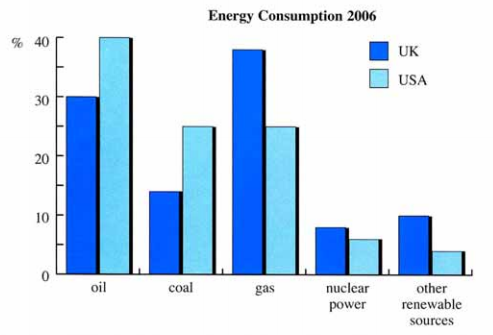 Energy Consumption 2006
%
40
30
20
10
0
UK
USA
oil
coal
gas
nuclear
power
other
renewable
sources